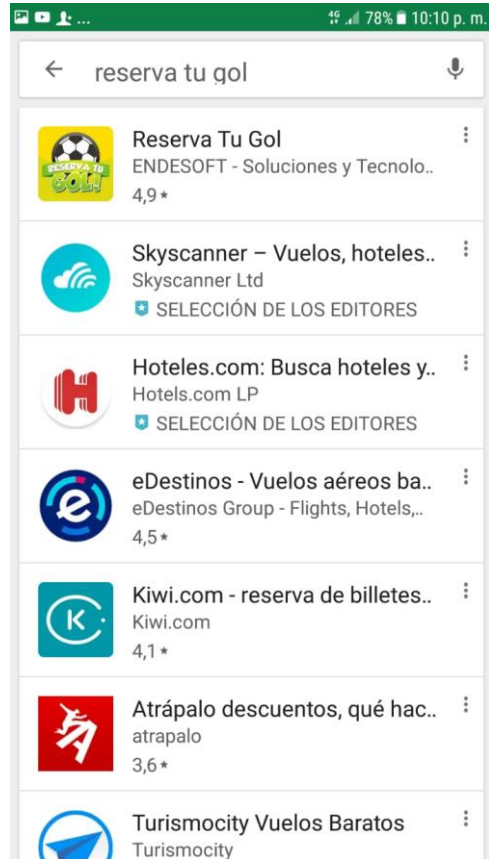 ... 4G 78% 10:10 p. m.
reserva tu gol
RESERVA TU
GOL!
Reserva Tu Gol
ENDESOFT - Soluciones y Tecnolo..
4,9★
Skyscanner – Vuelos, hoteles..
Skyscanner Ltd
SELECCIÓN DE LOS EDITORES
H
Hoteles.com: Busca hoteles y..
Hotels.com LP
SELECCIÓN DE LOS EDITORES
e
eDestinos - Vuelos aéreos ba..
eDestinos Group - Flights, Hotels,..
4,5★
K
Kiwi.com - reserva de billetes..
Kiwi.com
4,1★
A
Atrápalo descuentos, qué hac..
atrapalo
3,6★
Turismocity Vuelos Baratos
Turismocity